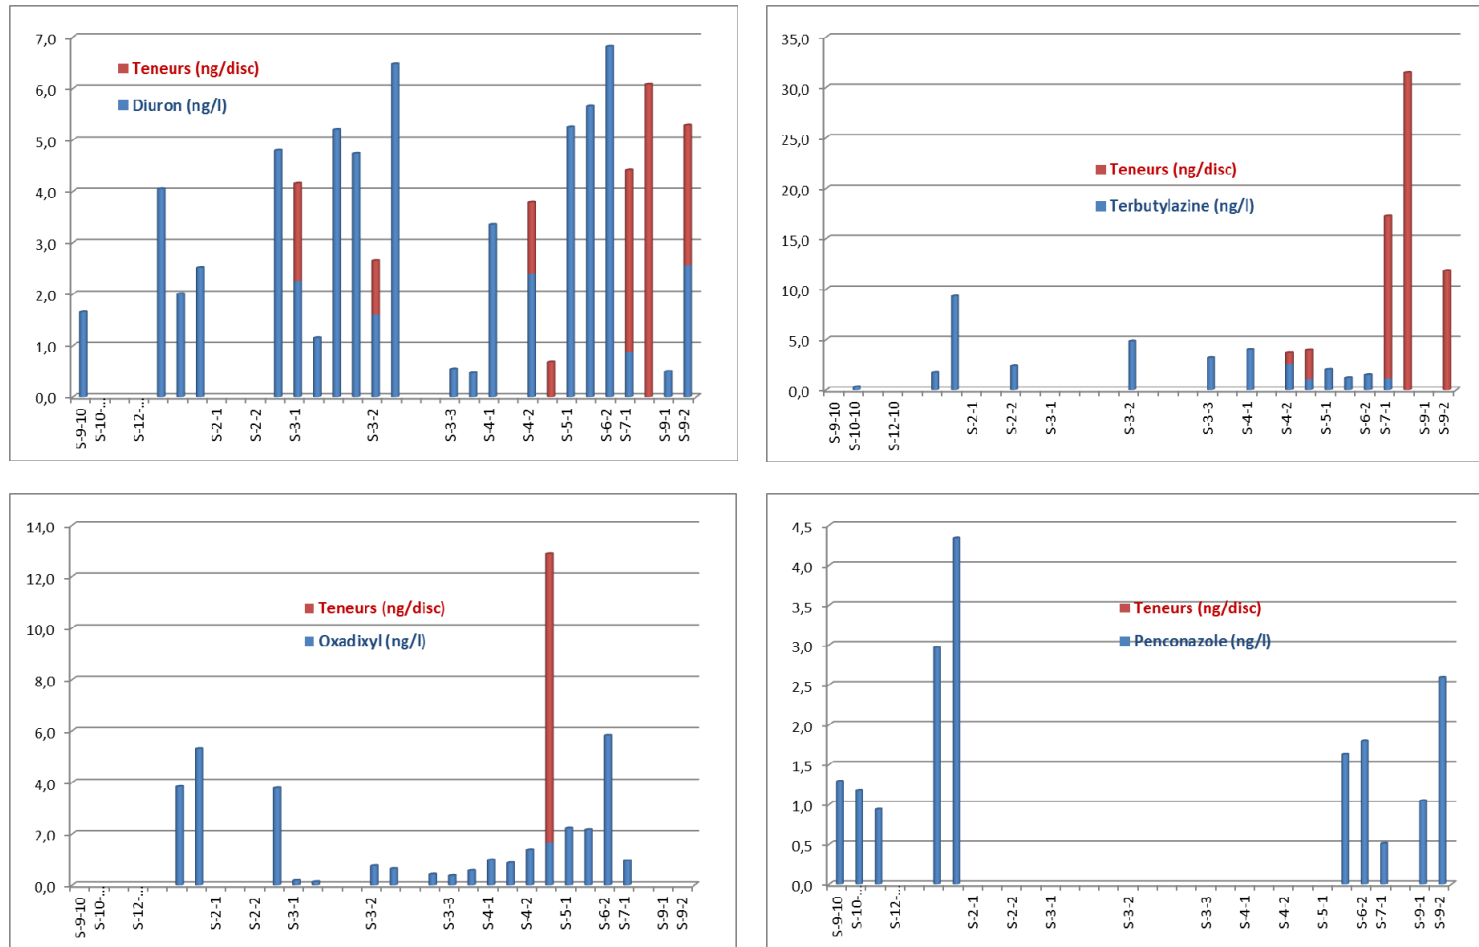 7,0
6,0
5,0
4,0
3,0
2,0
1,0
0,0
Teneurs (ng/disc)
Diuron (ng/l)
S-9-10
S-10-...
S-12-...
S-2-1
S-2-2
S-3-1
S-3-2
S-3-3
S-4-1
S-4-2
S-5-1
S-6-2
S-7-1
S-9-1
S-9-2
35,0
30,0
25,0
20,0
15,0
10,0
5,0
0,0
Teneurs (ng/disc)
Terbutylazine (ng/l)
S-9-10
S-10-10
S-12-10
S-2-1
S-2-2
S-3-1
S-3-2
S-3-3
S-4-1
S-4-2
S-5-1
S-6-2
S-7-1
S-9-1
S-9-2
14,0
12,0
10,0
8,0
6,0
4,0
2,0
0,0
Teneurs (ng/disc)
Oxadixyl (ng/l)
S-9-10
S-10-...
S-12-...
S-2-1
S-2-2
S-3-1
S-3-2
S-3-3
S-4-1
S-4-2
S-5-1
S-6-2
S-7-1
S-9-1
S-9-2
4,5
4,0
3,5
3,0
2,5
2,0
1,5
1,0
0,5
0,0
Teneurs (ng/disc)
Penconazole (ng/l)
S-9-10
S-10-...
S-12-...
S-2-1
S-2-2
S-3-1
S-3-2
S-3-3
S-4-1
S-4-2
S-5-1
S-6-2
S-7-1
S-9-1
S-9-2